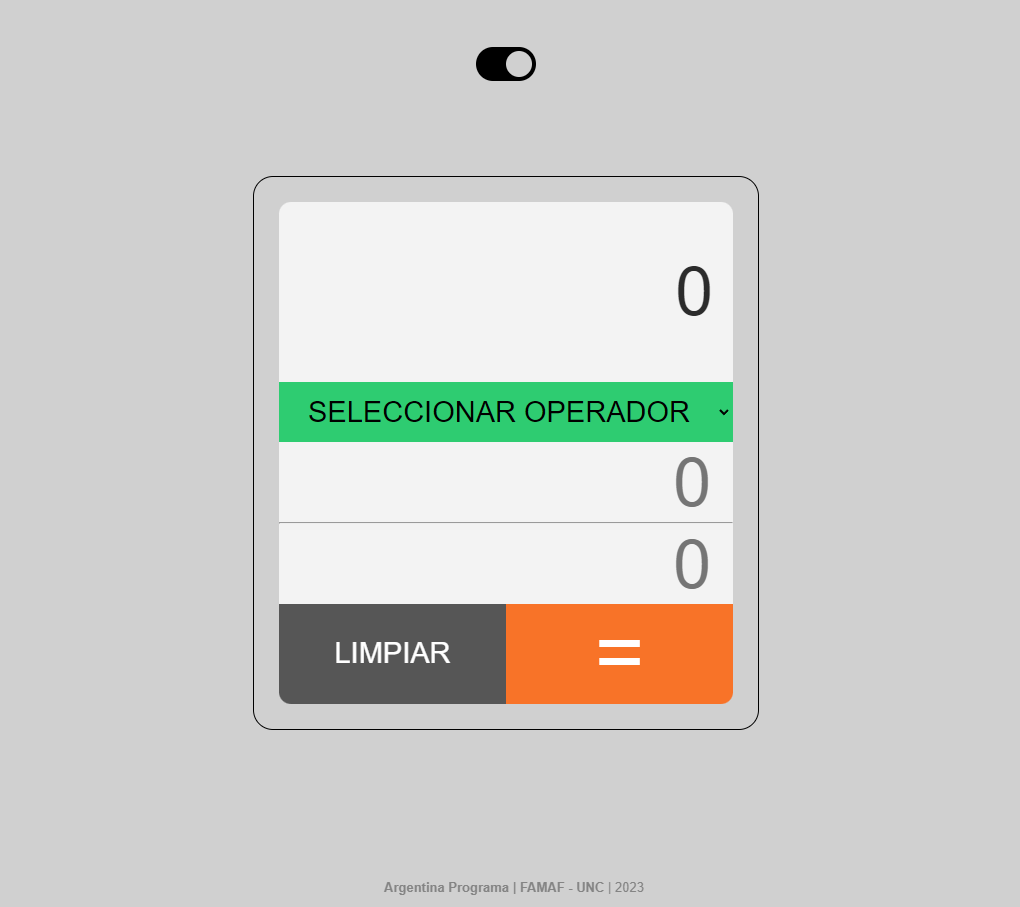 0
SELECCIONAR OPERADOR
0
0
LIMPIAR =
Argentina Programa | FAMAF - UNC | 2023